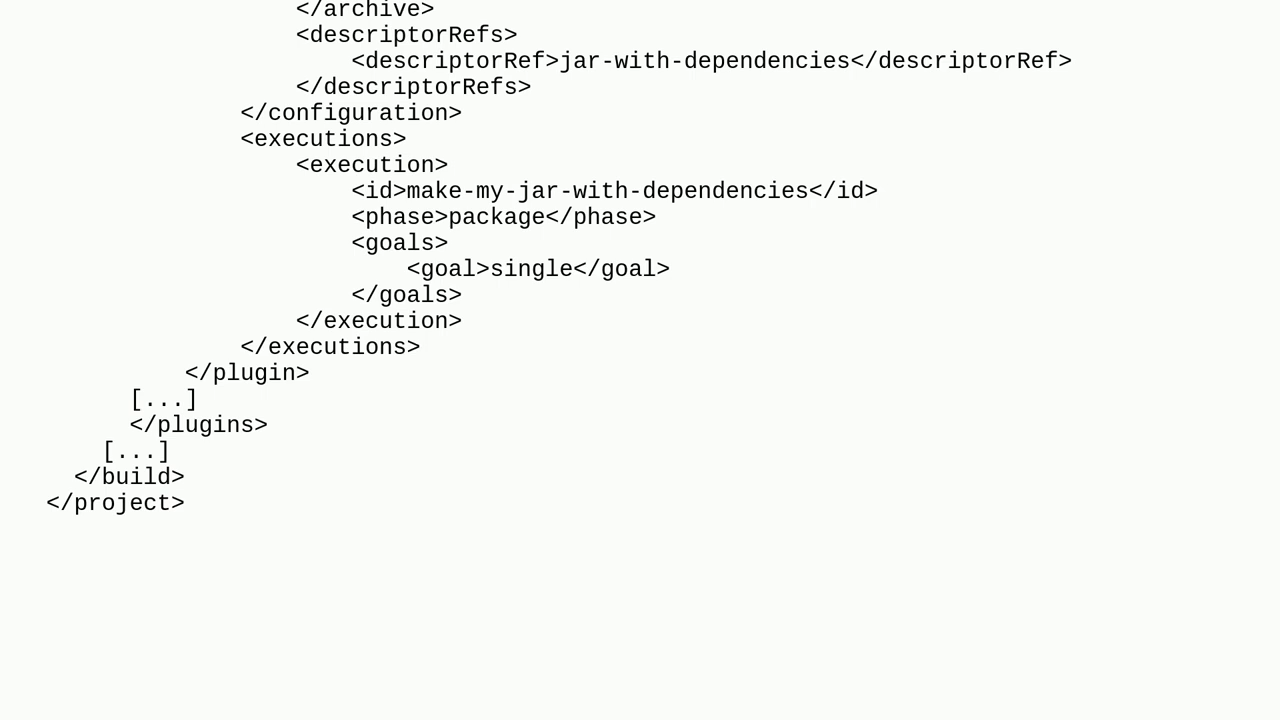 </archive>
<descriptorRefs>
<descriptorRef>jar-with-dependencies</descriptorRef>
</descriptorRefs>
</configuration>
<executions>
<execution>
<id>make-my-jar-with-dependencies</id>
<phase>package</phase>
<goals>
<goal>single</goal>
</goals>
</execution>
</executions>
</plugin>
[...]
</plugins>
[...]
</build>
</project>